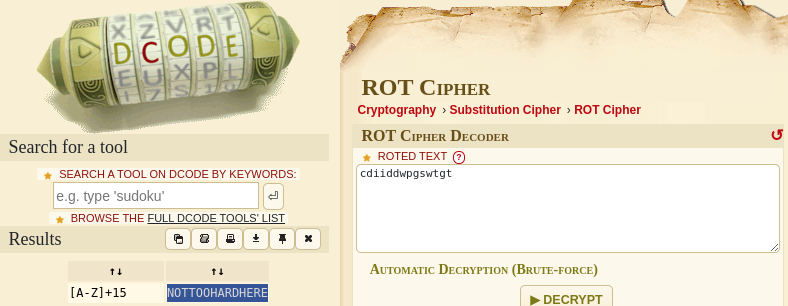 X Z V R T
D C O D E
E U X P L
Search for a tool
SEARCH A TOOL ON DCODE BY KEYWORDS:
e.g. type 'sudoku'
BROWSE THE FULL DCODE TOOLS' LIST
Results
↑↓ ↑↓
[A-Z]+15 NOTTOOHARDHERE
ROT Cipher
Cryptography › Substitution Cipher › ROT Cipher
ROT Cipher Decoder
ROTED TEXT ?
cdiiddwpgswtgt
Automatic Decryption (Brute-force)
▶ DECRYPT